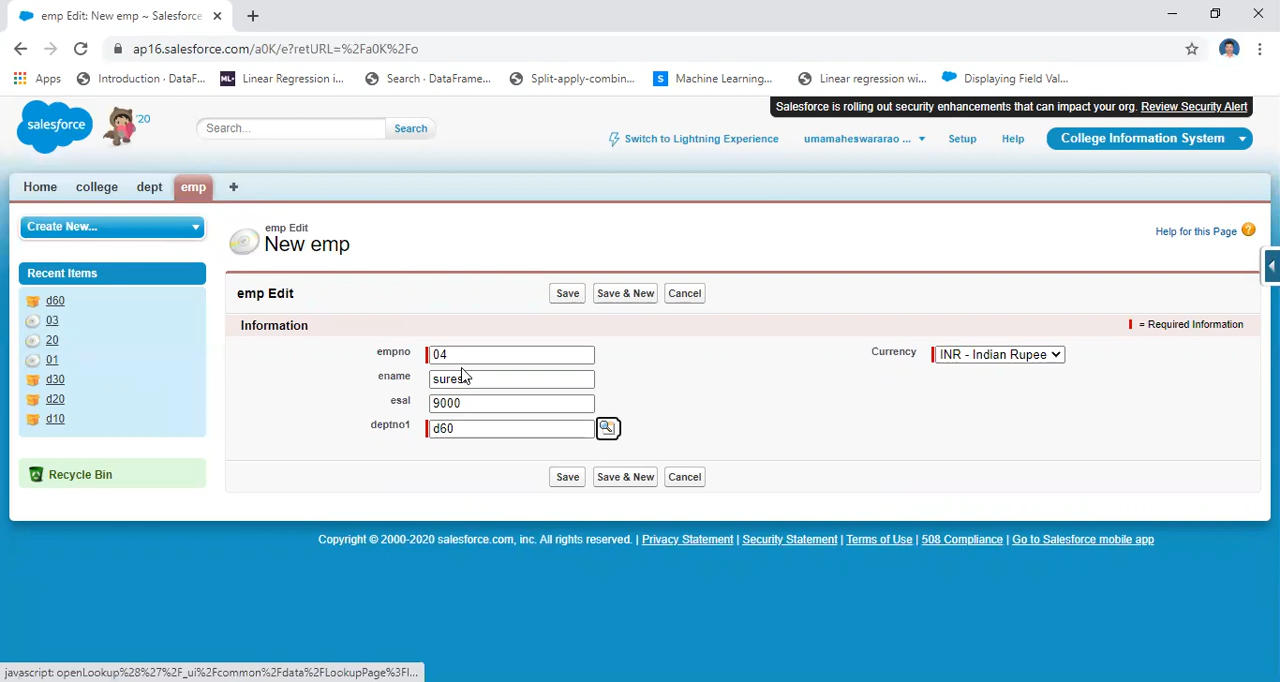 emp Edit: New emp ~ Salesforce
ap16.salesforce.com/a0K/e?retURL=%2Fa0K%2Fo
Apps Introduction · DataF... ML+ Linear Regression i... Search · DataFrame... Split-apply-combin... S Machine Learning... Linear regression wi... Displaying Field Val...
Salesforce is rolling out security enhancements that can impact your org. Review Security Alert
salesforce '20 Search... Search
Switch to Lightning Experience umamaheswararao ... Setup Help College Information System
Home college dept emp
Create New...
Recent Items
d60
03
20
01
d30
d20
d10
Recycle Bin
emp Edit
New emp
Help for this Page
emp Edit Save Save & New Cancel
Information = Required Information
empno 04 Currency INR - Indian Rupee
ename
esal 9000
deptno1 d60
Save Save & New Cancel
Copyright © 2000-2020 salesforce.com, inc. All rights reserved. | Privacy Statement | Security Statement | Terms of Use | 508 Compliance | Go to Salesforce mobile app
javascript: openLookup%28%27%2F_ui%2Fcommon%2Fdata%2FLookupPage%3Fl...